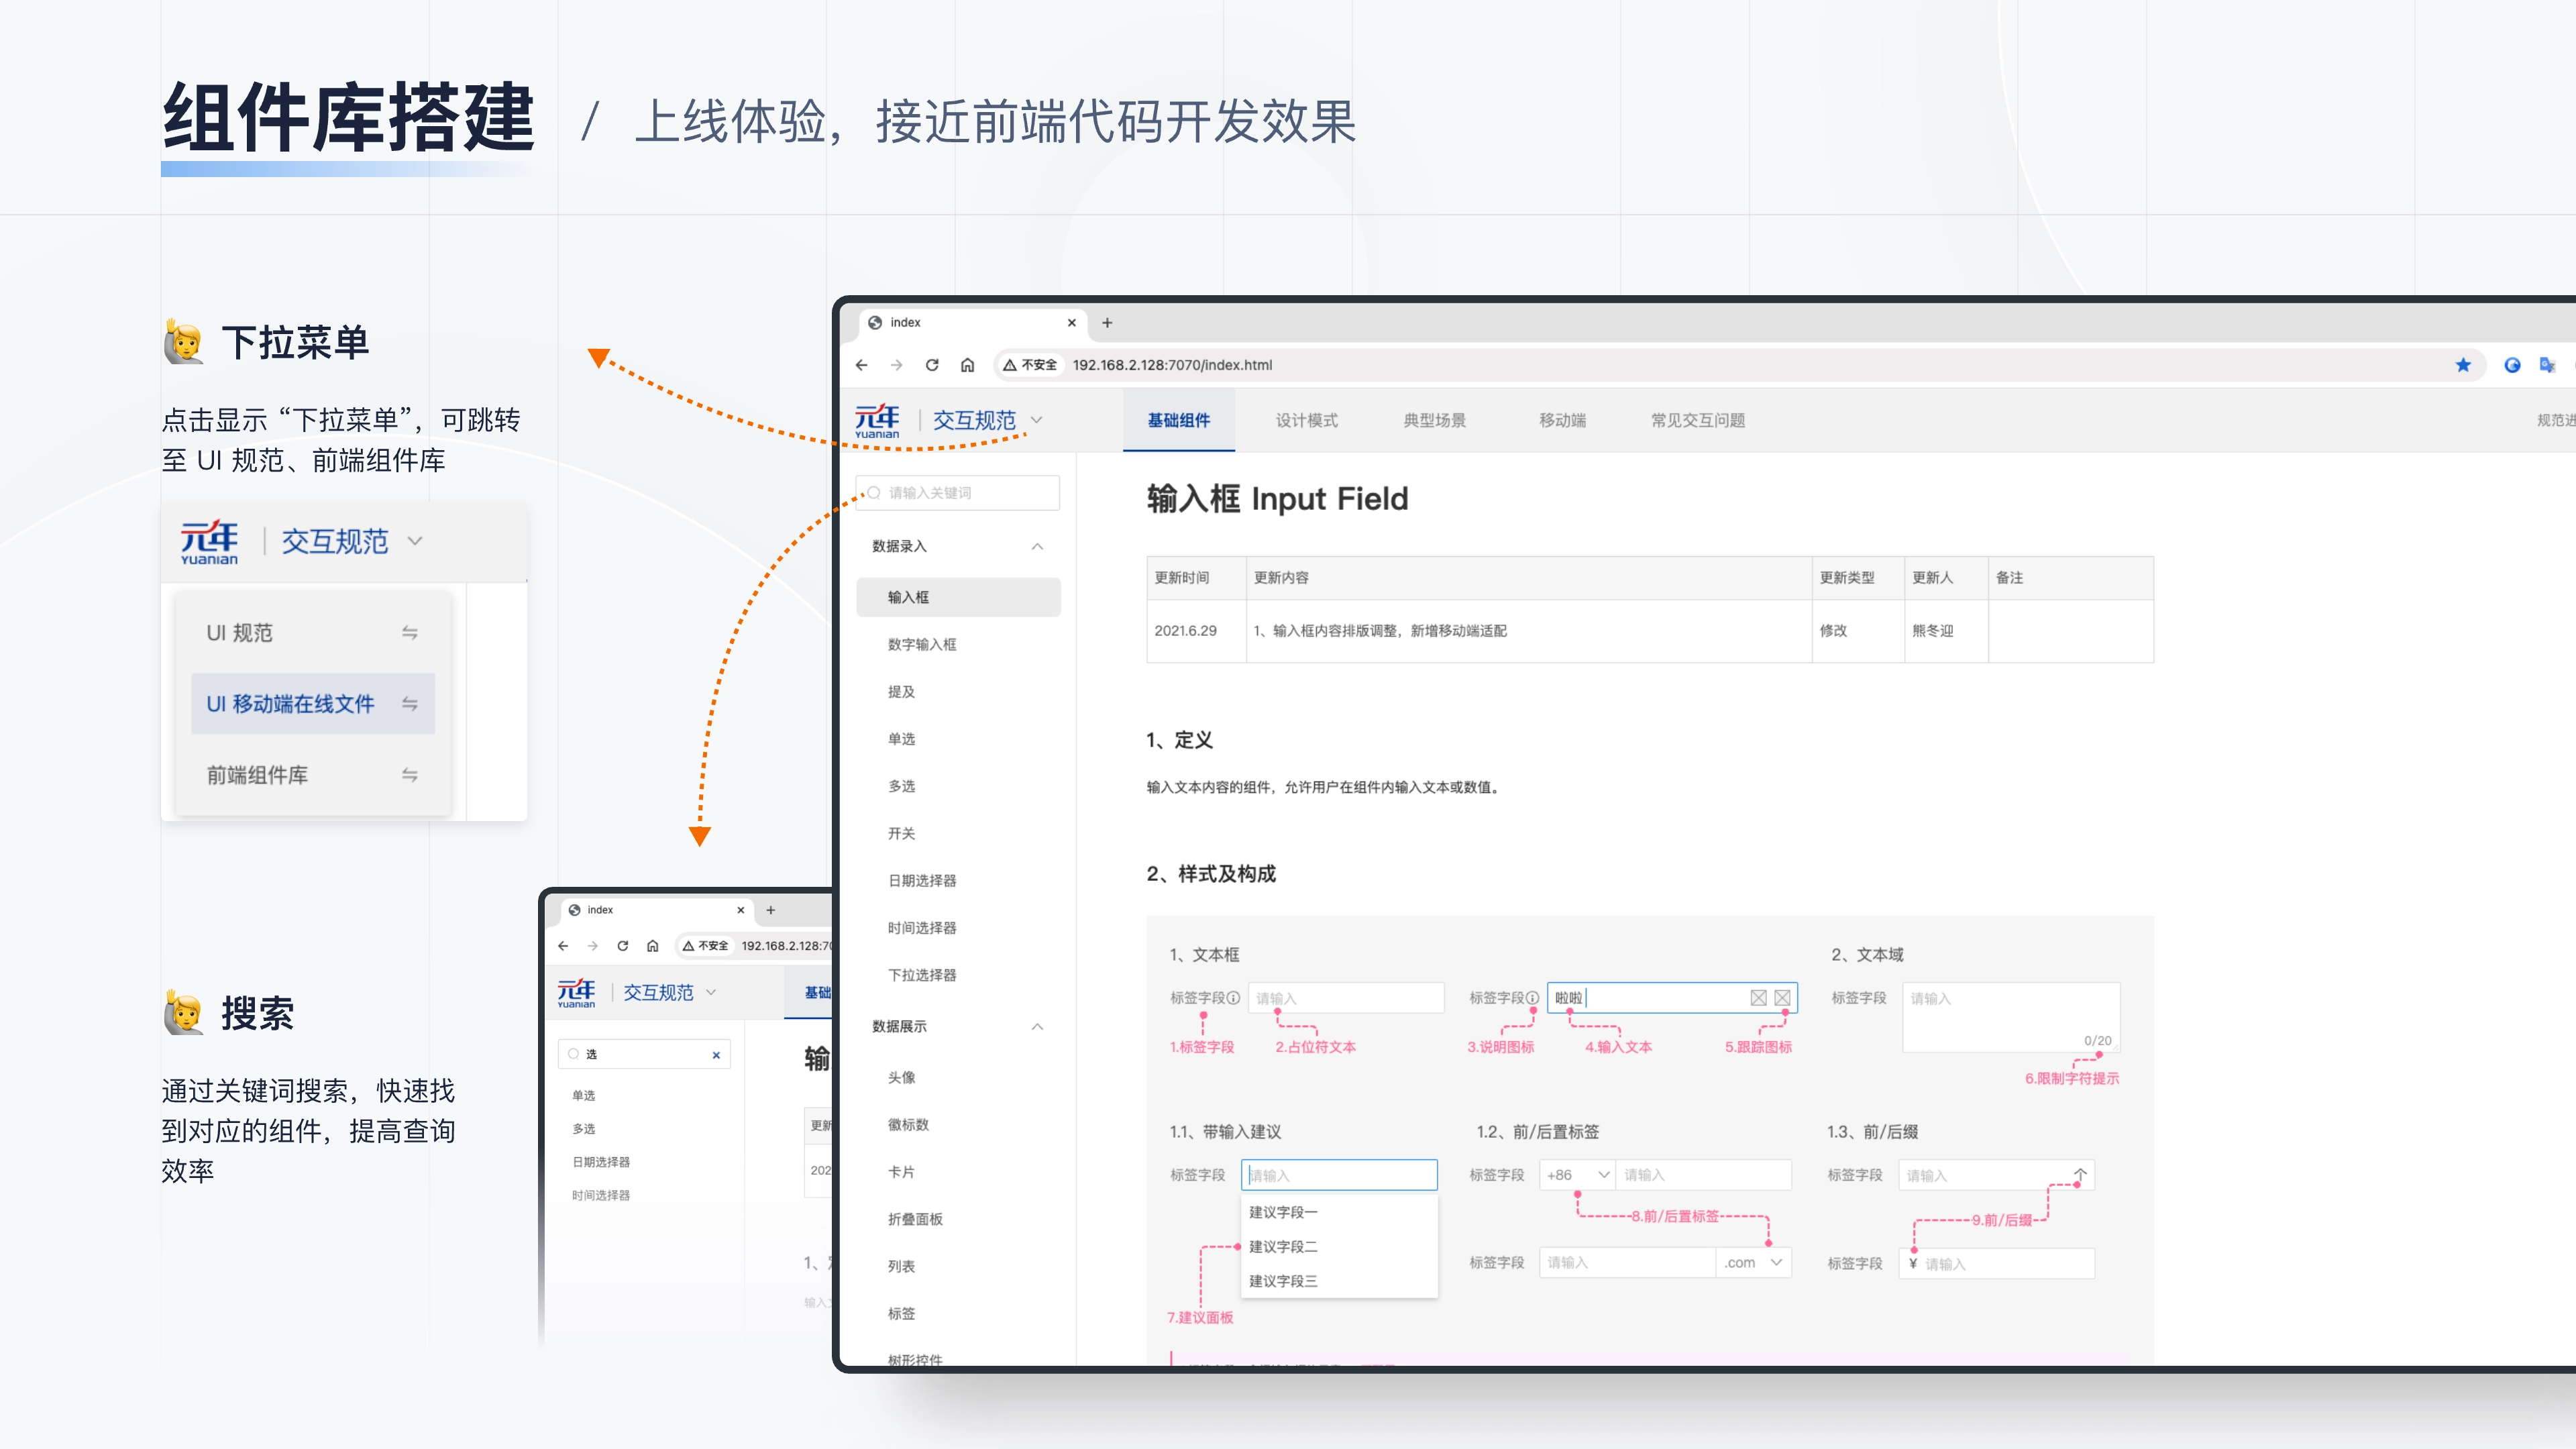 组件库搭建 / 上线体验，接近前端代码开发效果
下拉菜单
点击显示“下拉菜单”，可跳转
至 UI 规范、前端组件库
元年
yuanian
交互规范
UI 规范
UI 移动端在线文件
前端组件库
搜索
通过关键词搜索，快速找
到对应的组件，提高查询
效率
index
不安全 192.168.2.128:70
元年
yuanian
交互规范
基础
选
单选
多选
日期选择器
时间选择器
输
更新
202
1、
输入
index
不安全 192.168.2.128:7070/index.html
元年
yuanian
交互规范
基础组件 设计模式 典型场景 移动端 常见交互问题 规范进
请输入关键词
数据录入
输入框
数字输入框
提及
单选
多选
开关
日期选择器
时间选择器
下拉选择器
数据展示
头像
徽标数
卡片
折叠面板
列表
标签
树形控件
输入框 Input Field
更新时间 更新内容 更新类型 更新人 备注
2021.6.29 1、输入框内容排版调整，新增移动端适配 修改 熊冬迎
1、定义
输入文本内容的组件，允许用户在组件内输入文本或数值。
2、样式及构成
1、文本框 2、文本域
标签字段 请输入 标签字段 啦啦 标签字段 请输入
0/20
1.标签字段 2.占位符文本 3.说明图标 4.输入文本 5.跟踪图标
6.限制字符提示
1.1、带输入建议 1.2、前/后置标签 1.3、前/后缀
标签字段 请输入 标签字段 +86 请输入 标签字段 请输入
建议字段一
8.前/后置标签 9.前/后缀
建议字段二
标签字段 请输入 .com 标签字段 ¥ 请输入
建议字段三
7.建议面板